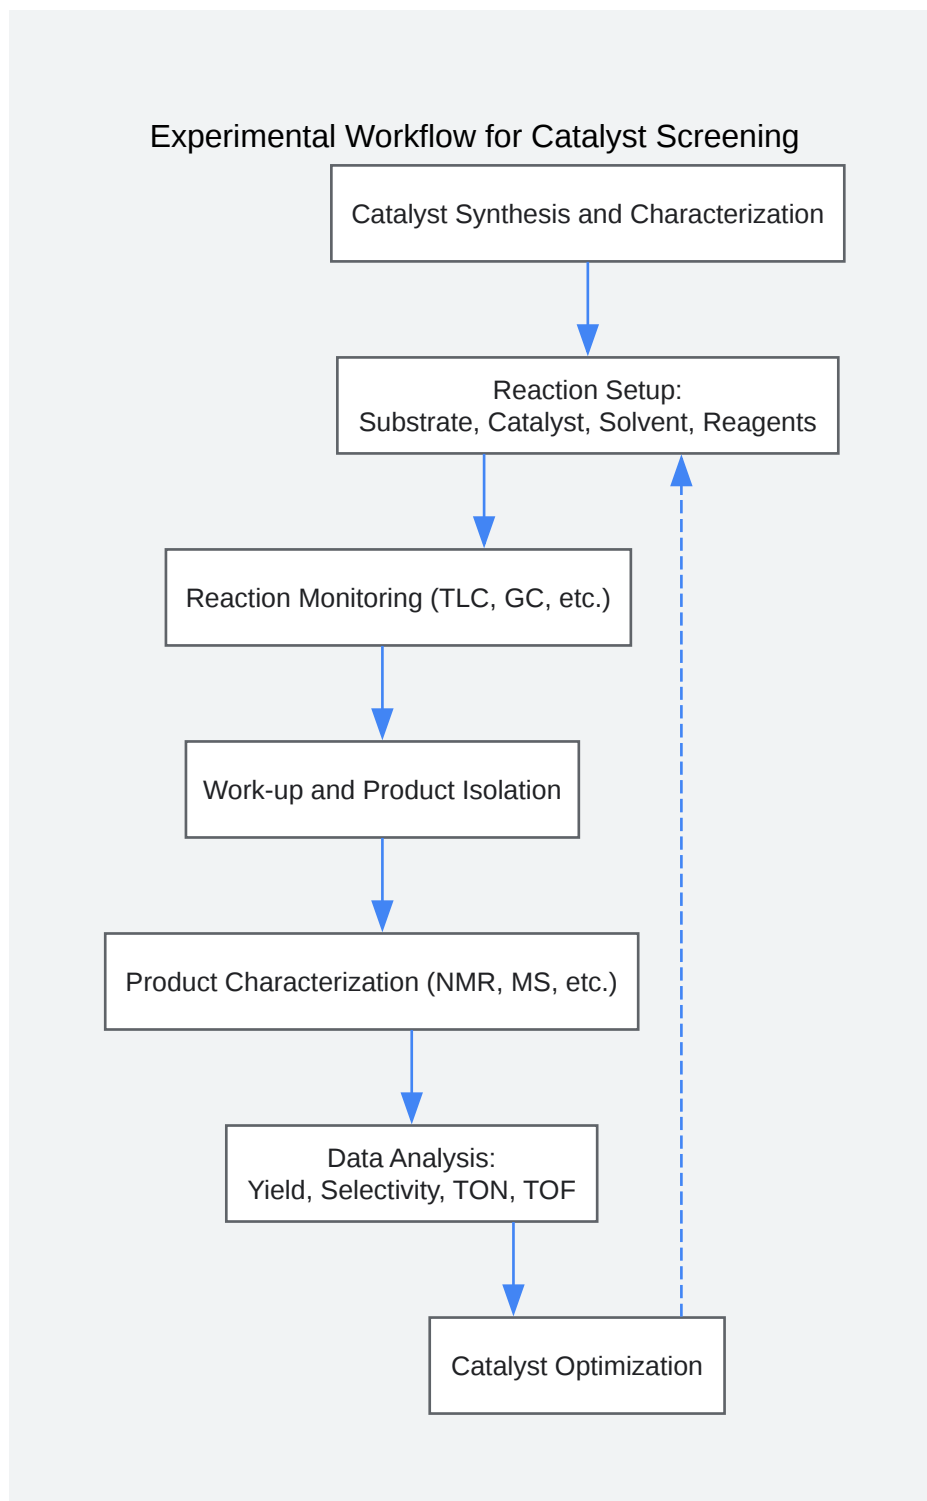 Experimental Workflow for Catalyst Screening
Catalyst Synthesis and Characterization
Reaction Setup:
Substrate, Catalyst, Solvent, Reagents
Reaction Monitoring (TLC, GC, etc.)
Work-up and Product Isolation
Product Characterization (NMR, MS, etc.)
Data Analysis:
Yield, Selectivity, TON, TOF
Catalyst Optimization